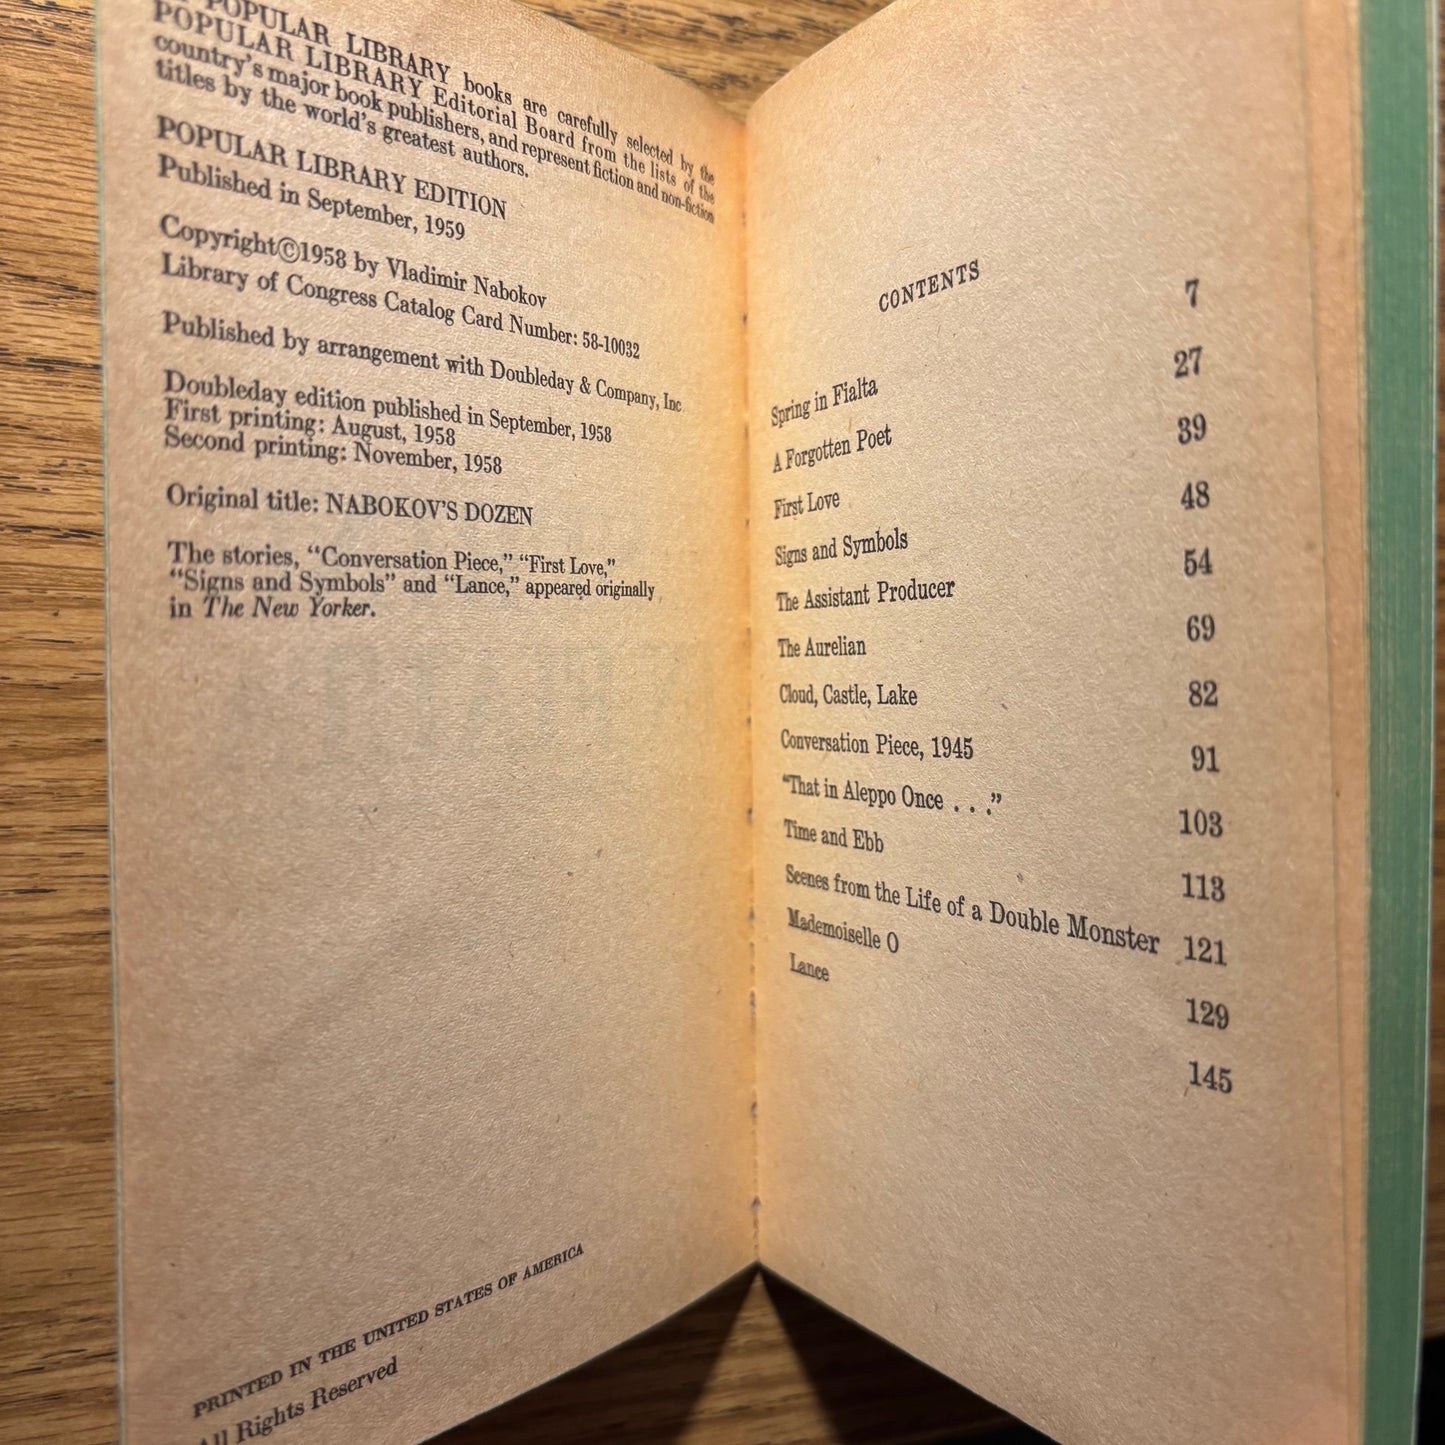 POPULAR LIBRARY books are carefully selected by the
POPULAR LIBRARY Editorial Board from the lists of the
country's major book publishers, and represent fiction and non-fiction
titles by the world's greatest authors.
POPULAR LIBRARY EDITION
Published in September, 1959
Copyright©1958 by Vladimir Nabokov
Library of Congress Catalog Card Number: 58-10032
Published by arrangement with Doubleday & Company, Inc
Doubleday edition published in September, 1958
First printing: August, 1958
Second printing: November, 1958
Original title: NABOKOV'S DOZEN
The stories, "Conversation Piece," "First Love,"
"Signs and Symbols" and "Lance," appeared originally
in The New Yorker.
PRINTED IN THE UNITED STATES OF AMERICA
All Rights Reserved
CONTENTS
Spring in Fialta 7
A Forgotten Poet 27
First Love 39
Signs and Symbols 48
The Assistant Producer 54
The Aurelian 69
Cloud, Castle, Lake 82
Conversation Piece, 1945 91
"That in Aleppo Once . . ." 103
Time and Ebb 113
Scenes from the Life of a Double Monster 121
Mademoiselle O 129
Lance 145